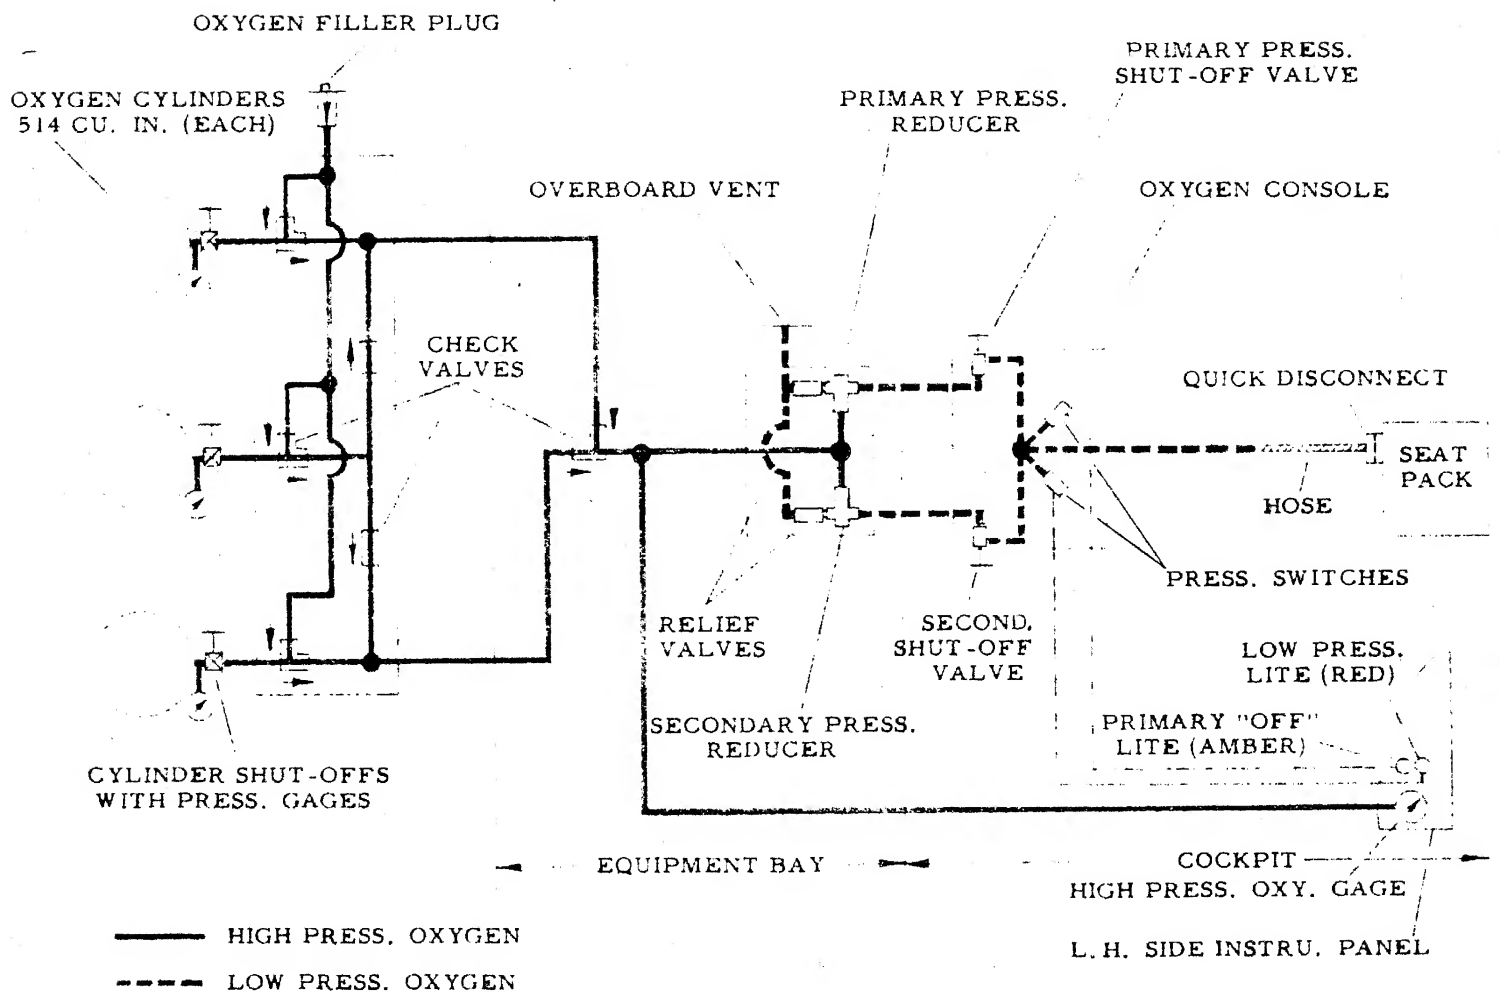 OXYGEN FILLER PLUG
OXYGEN CYLINDERS
514 CU. IN. (EACH)
PRIMARY PRESS.
SHUT-OFF VALVE
PRIMARY PRESS.
REDUCER
OVERBOARD VENT
OXYGEN CONSOLE
CHECK
VALVES
QUICK DISCONNECT
SEAT
PACK
HOSE
PRESS. SWITCHES
RELIEF
VALVES
SECOND.
SHUT-OFF
VALVE
LOW PRESS.
LITE (RED)
SECONDARY PRESS.
REDUCER
PRIMARY "OFF"
LITE (AMBER)
CYLINDER SHUT-OFFS
WITH PRESS. GAGES
EQUIPMENT BAY
COCKPIT
HIGH PRESS. OXY. GAGE
L.H. SIDE INSTRU. PANEL
HIGH PRESS. OXYGEN
LOW PRESS. OXYGEN